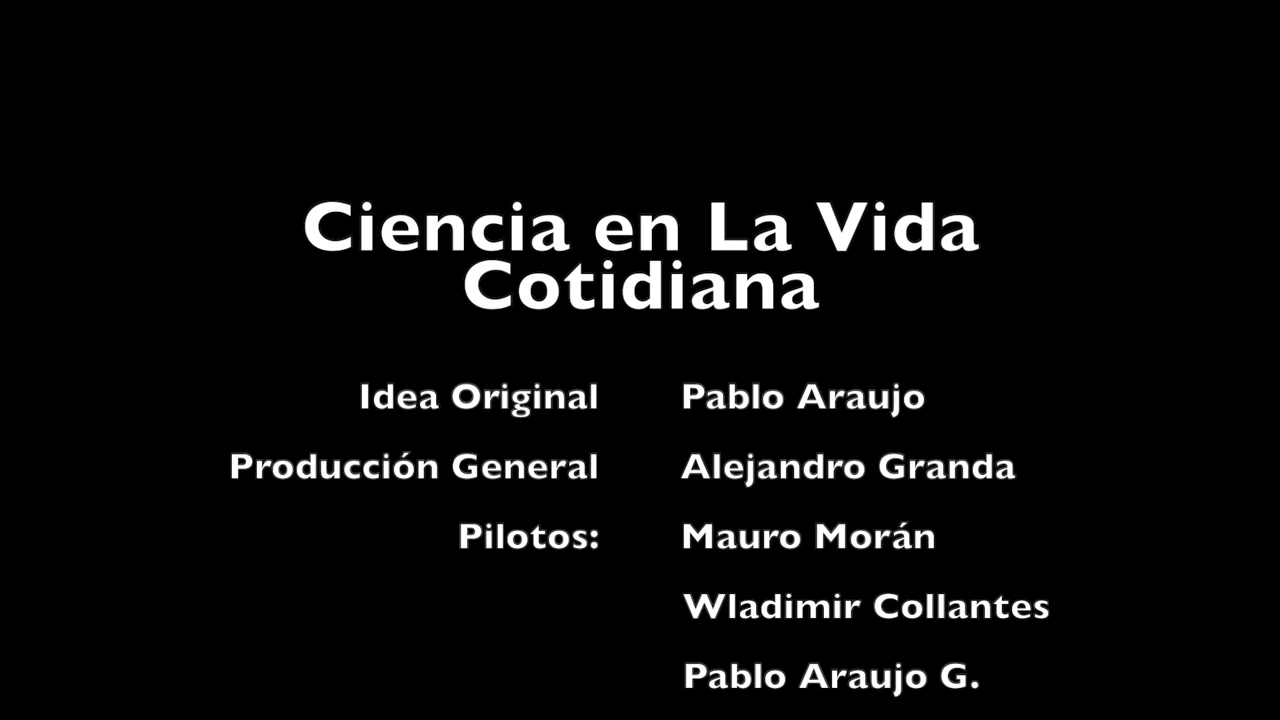 Ciencia en La Vida
Cotidiana
Idea Original Pablo Araujo
Producción General Alejandro Granda
Pilotos: Mauro Morán
Wladimir Collantes
Pablo Araujo G.